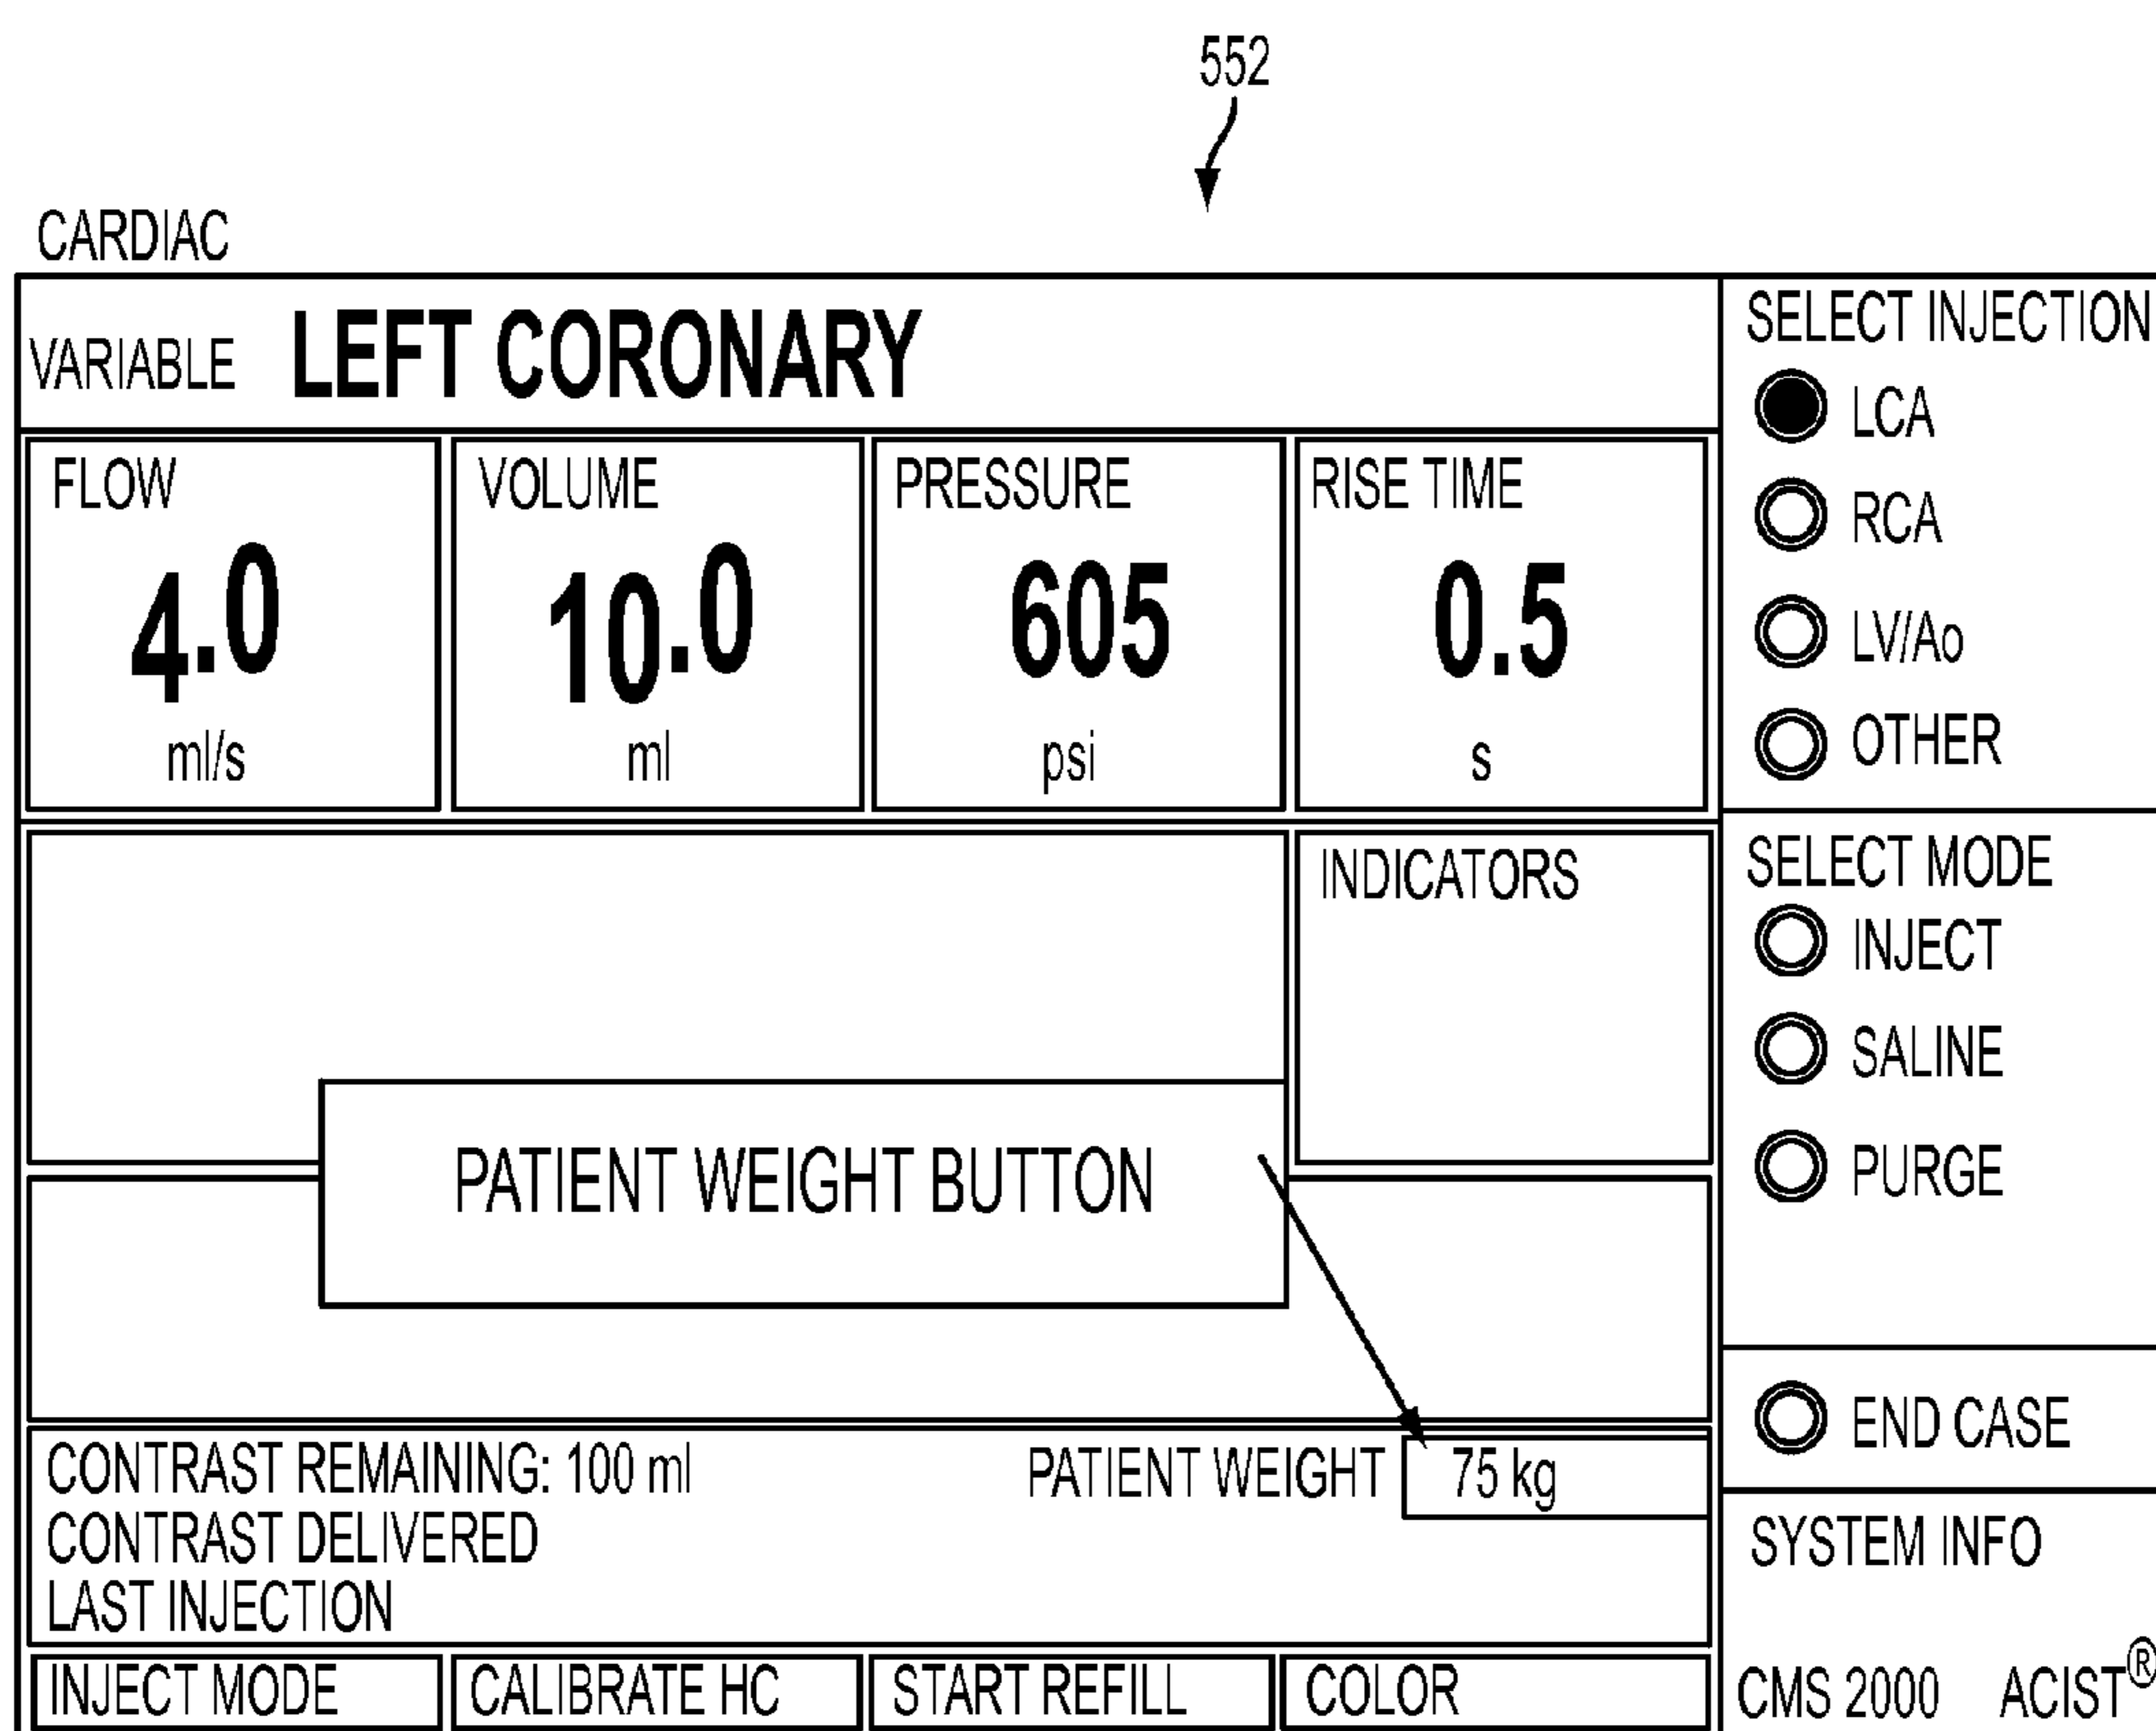 552
CARDIAC
VARIABLE LEFT CORONARY
FLOW
4.0
ml/s
VOLUME
10.0
ml
PRESSURE
605
psi
RISE TIME
0.5
s
INDICATORS
PATIENT WEIGHT BUTTON
CONTRAST REMAINING: 100 ml
CONTRAST DELIVERED
LAST INJECTION
PATIENT WEIGHT 75 kg
INJECT MODE
CALIBRATE HC
START REFILL
COLOR
SELECT INJECTION
LCA
RCA
LV/Ao
OTHER
SELECT MODE
INJECT
SALINE
PURGE
END CASE
SYSTEM INFO
CMS 2000 ACIST®